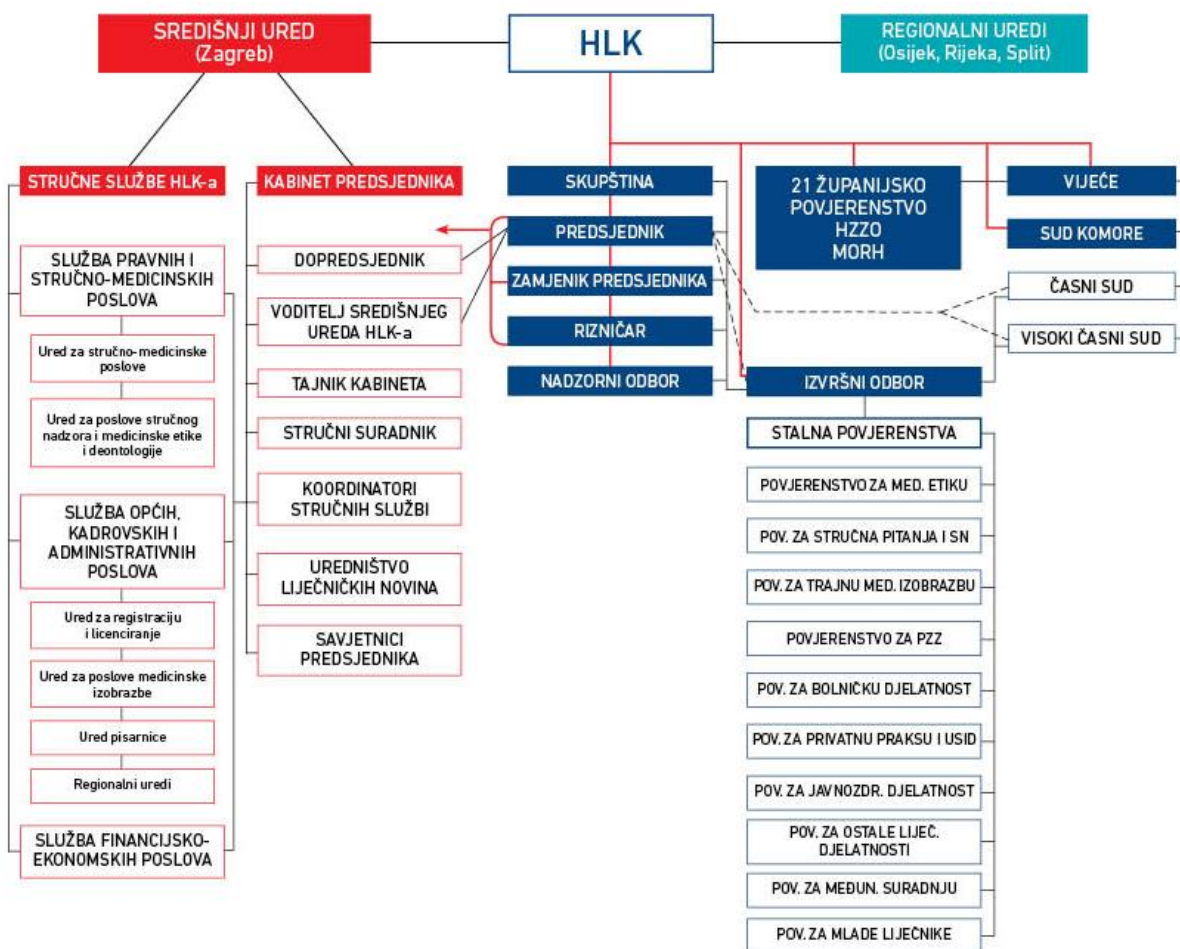 SREDIŠNJI URED
(Zagreb)
HLK
REGIONALNI UREDI
(Osijek, Rijeka, Split)
STRUČNE SLUŽBE HLK-a
SLUŽBA PRAVNIH I
STRUČNO-MEDICINSKIH
POSLOVA
Ured za stručno-medicinske
poslove
Ured za poslove stručnog
nadzora i medicinske etike
i deontologije
SLUŽBA OPĆIH,
KADROVSKIH I
ADMINISTRATIVNIH
POSLOVA
Ured za registraciju
i licenciranje
Ured za poslove medicinske
izobrazbe
Ured pisarnice
Regionalni uredi
SLUŽBA FINANCIJSKO-
EKONOMSKIH POSLOVA
KABINET PREDSJEDNIKA
DOPREDSJEDNIK
VODITELJ SREDIŠNJEG
UREDA HLK-a
TAJNIK KABINETA
STRUČNI SURADNIK
KOORDINATORI
STRUČNIH SLUŽBI
UREDNIŠTVO
LIJEČNIČKIH NOVINA
SAVJETNICI
PREDSJEDNIKA
SKUPŠTINA
PREDSJEDNIK
ZAMJENIK PREDSJEDNIKA
RIZNIČAR
NADZORNI ODBOR
21 ŽUPANIJSKO
POVJERENSTVO
HZZO
MORH
VIJEĆE
SUD KOMORE
ČASNI SUD
VISOKI ČASNI SUD
IZVRŠNI ODBOR
STALNA POVJERENSTVA
POVJERENSTVO ZA MED. ETIKU
POV. ZA STRUČNA PITANJA I SN
POV. ZA TRAJNU MED. IZOBRAZBU
POVJERENSTVO ZA PZZ
POV. ZA BOLNIČKU DJELATNOST
POV. ZA PRIVATNU PRAKSU I USID
POV. ZA JAVNOZDR. DJELATNOST
POV. ZA OSTALE LIJEČ.
DJELATNOSTI
POV. ZA MEĐUN. SURADNJU
POV. ZA MLADE LIJEČNIKE